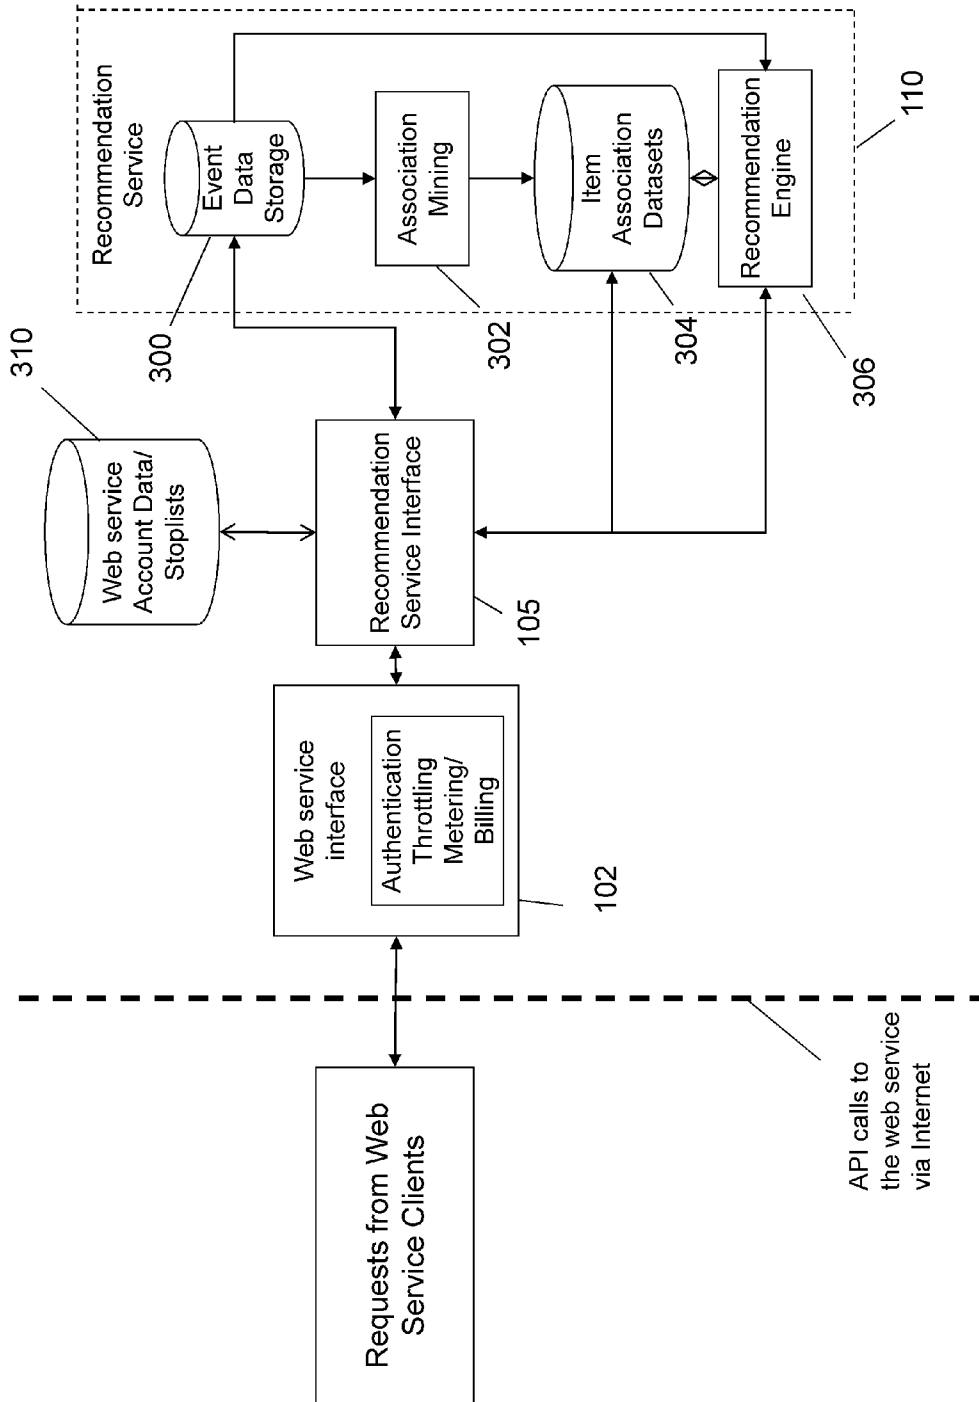 Requests from Web
Service Clients
API calls to
the web service
via Internet
Web service
interface
Authentication
Throttling
Metering/
Billing
102
Recommendation
Service Interface
105
Web service
Account Data/
Stoplists
310
Recommendation
Service
Event
Data
Storage
300
Association
Mining
302
Item
Association
Datasets
304
Recommendation
Engine
306
110